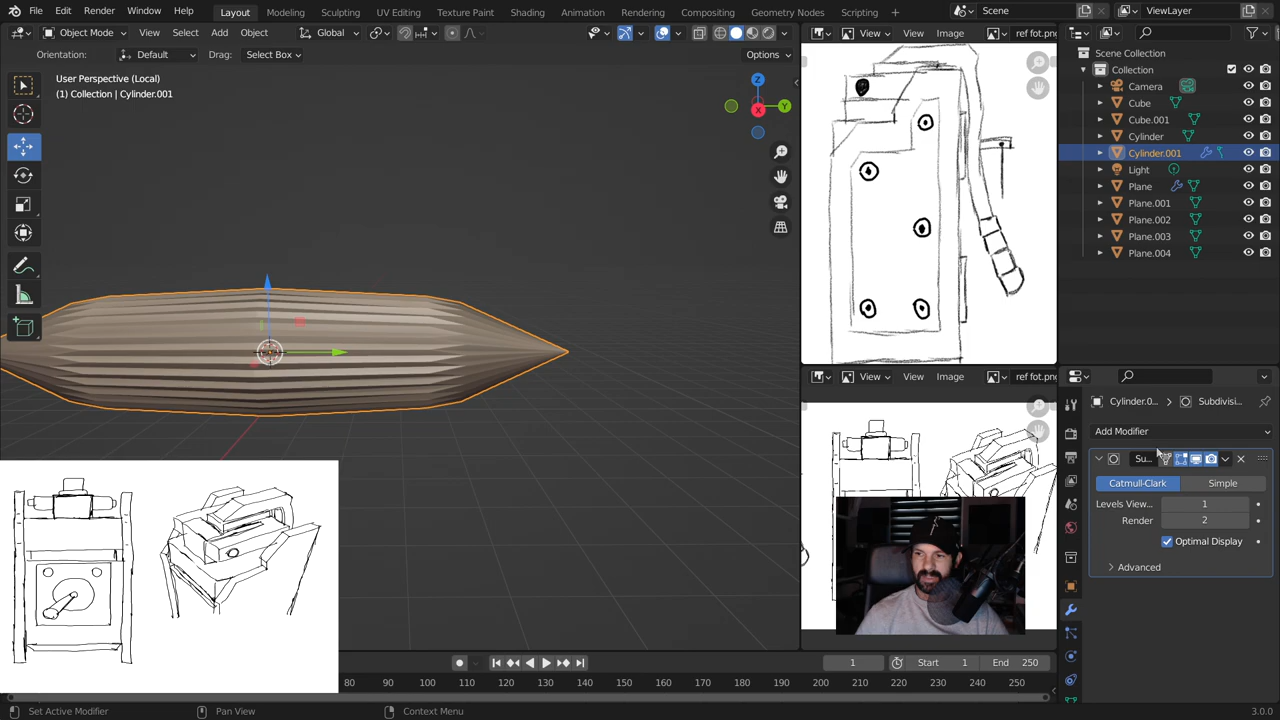 File Edit Render Window Help Layout Modeling Sculpting UV Editing Texture Paint Shading Animation Rendering Compositing Geometry Nodes Scripting Scene ViewLayer
Object Mode View Select Add Object Global View Image ref fot.png
Orientation: Default Drag: Select Box Options Scene Collection
User Perspective (Local) Collection
(1) Collection | Cylinder.001 Camera
Cube
Cube.001
Cylinder
Cylinder.001
Light
Plane
Plane.001
Plane.002
Plane.003
Plane.004
Z
Y
X
View View Image ref fot.png
Cylinder.0... Subdivisi...
Add Modifier
Su...
Catmull-Clark Simple
Levels View... 1
Render 2
Optimal Display
Advanced
1 Start 1 End 250
80 90 100 110 120 130 140 150 160 170 180 190 200 210 220 230 240 250
Set Active Modifier Pan View Context Menu 3.0.0